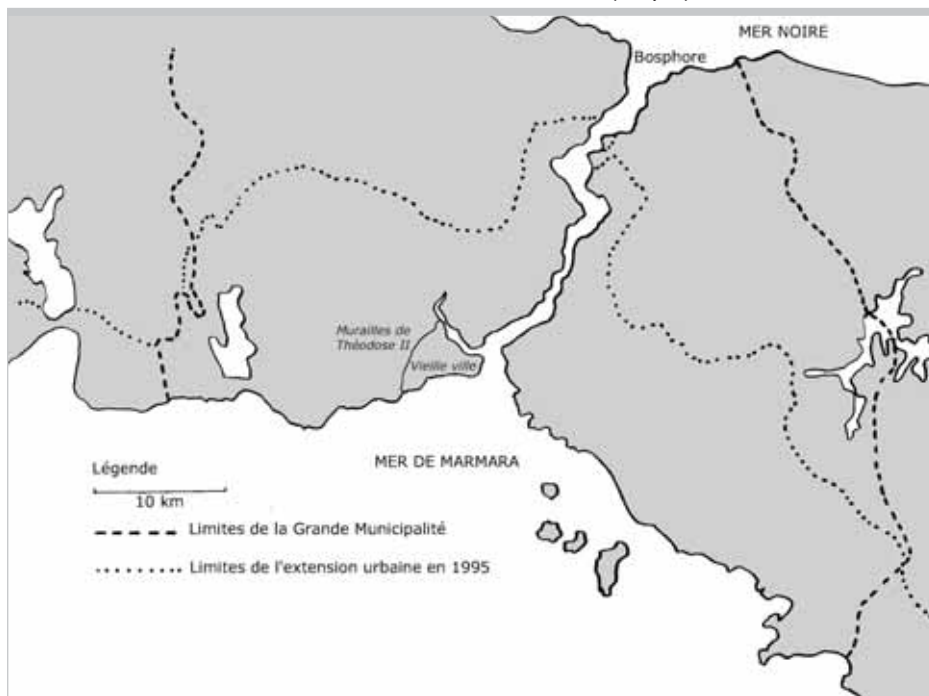 MER NOIRE
Bosphore
Murailles de
Théodose II
Vieille ville
MER DE MARMARA
Légende
10 km
Limites de la Grande Municipalité
Limites de l'extension urbaine en 1995